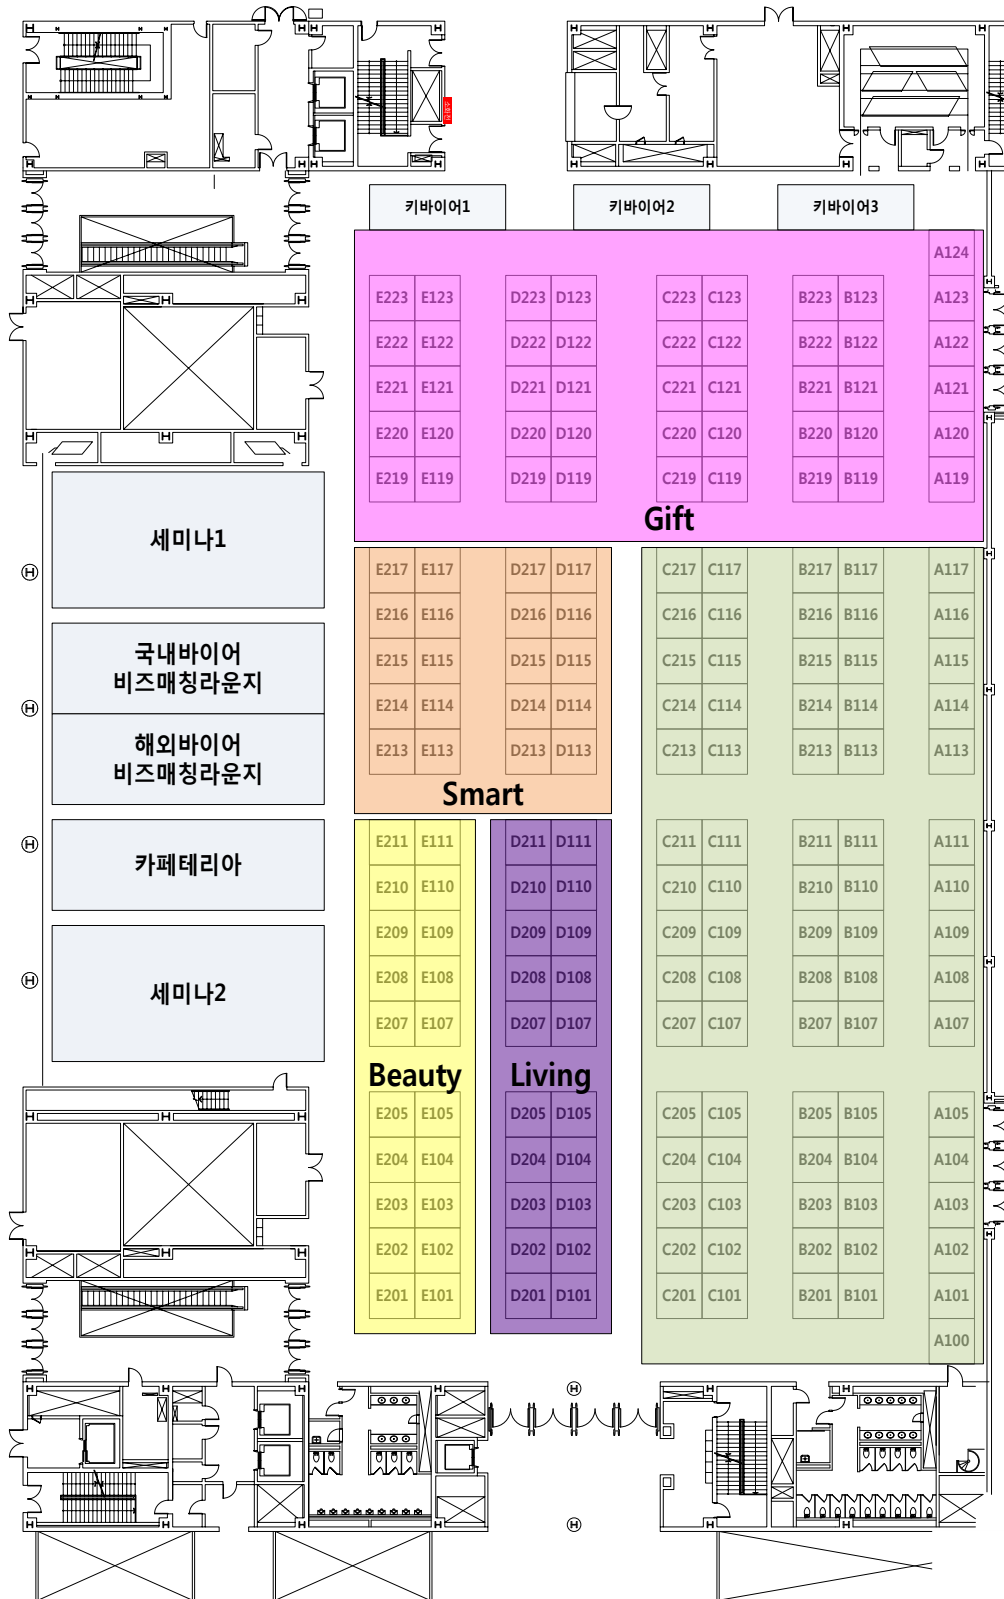 키바이어1 키바이어2 키바이어3
A124
E223 E123 D223 D123 C223 C123 B223 B123 A123
E222 E122 D222 D122 C222 C122 B222 B122 A122
E221 E121 D221 D121 C221 C121 B221 B121 A121
E220 E120 D220 D120 C220 C120 B220 B120 A120
E219 E119 D219 D119 C219 C119 B219 B119 A119
Gift
세미나1
국내바이어
비즈매칭라운지
해외바이어
비즈매칭라운지
카페테리아
세미나2
E217 E117 D217 D117 C217 C117 B217 B117 A117
E216 E116 D216 D116 C216 C116 B216 B116 A116
E215 E115 D215 D115 C215 C115 B215 B115 A115
E214 E114 D214 D114 C214 C114 B214 B114 A114
E213 E113 D213 D113 C213 C113 B213 B113 A113
Smart
E211 E111 D211 D111 C211 C111 B211 B111 A111
E210 E110 D210 D110 C210 C110 B210 B110 A110
E209 E109 D209 D109 C209 C109 B209 B109 A109
E208 E108 D208 D108 C208 C108 B208 B108 A108
E207 E107 D207 D107 C207 C107 B207 B107 A107
Beauty Living
E205 E105 D205 D105 C205 C105 B205 B105 A105
E204 E104 D204 D104 C204 C104 B204 B104 A104
E203 E103 D203 D103 C203 C103 B203 B103 A103
E202 E102 D202 D102 C202 C102 B202 B102 A102
E201 E101 D201 D101 C201 C101 B201 B101 A101
A100